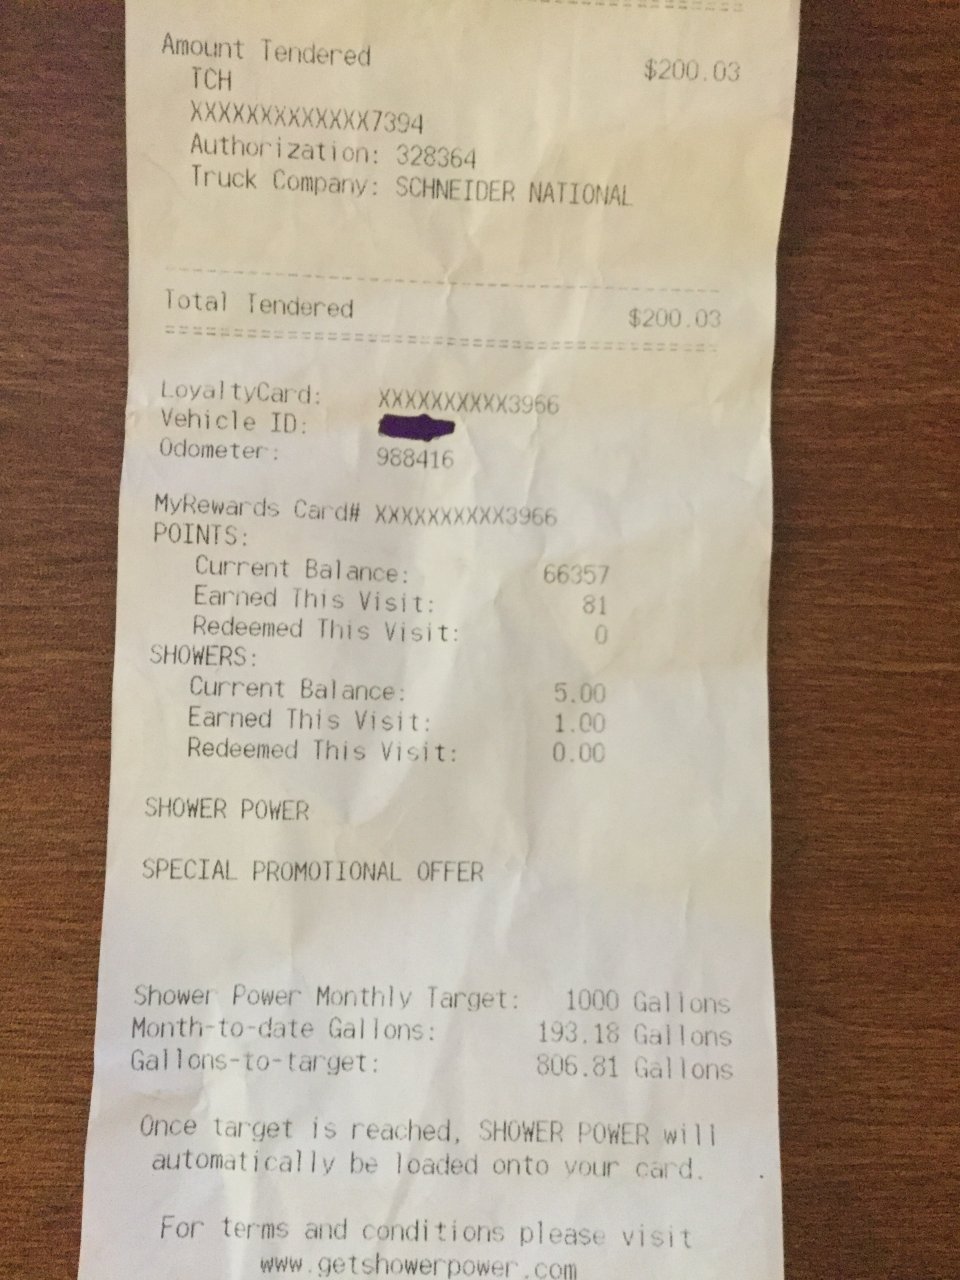 Amount Tendered $200.03
TCH
XXXXXXXXXXXXX7394
Authorization: 328364
Truck Company: SCHNEIDER NATIONAL
Total Tendered $200.03
LoyaltyCard: XXXXXXXXXX3966
Vehicle ID:
Odometer: 988416
MyRewards Card# XXXXXXXXXX3966
POINTS:
Current Balance: 66357
Earned This Visit: 81
Redeemed This Visit: 0
SHOWERS:
Current Balance: 5.00
Earned This Visit: 1.00
Redeemed This Visit: 0.00
SHOWER POWER
SPECIAL PROMOTIONAL OFFER
Shower Power Monthly Target: 1000 Gallons
Month-to-date Gallons: 193.18 Gallons
Gallons-to-target: 806.81 Gallons
Once target is reached, SHOWER POWER will
automatically be loaded onto your card.
For terms and conditions please visit
www.getshowerpower.com